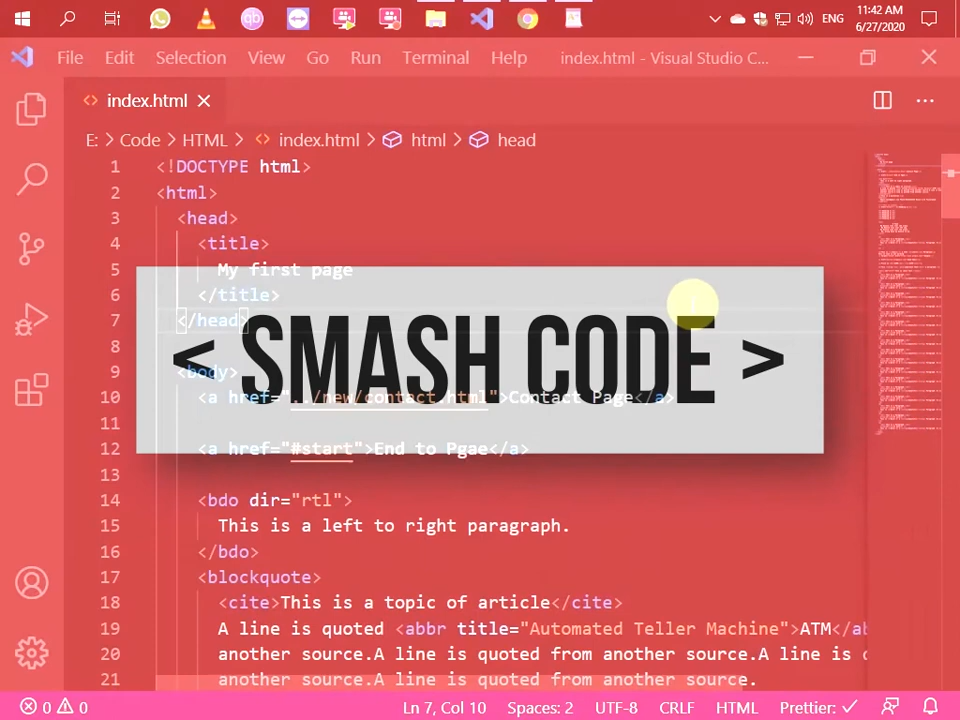 qb
ENG
11:42 AM
6/27/2020
File Edit Selection View Go Run Terminal Help index.html - Visual Studio C...
<> index.html
E: > Code > HTML > <> index.html > html > head
1 <!DOCTYPE html>
2 <html>
3 <head>
4 <title>
5 My first page
6 </title>
7 </head>
< SMASH CODE >
8
9 <body>
10 <a href="../new/contact.html">Contact Page</a>
11
12 <a href="#start">End to Pgae</a>
13
14 <bdo dir="rtl">
15 This is a left to right paragraph.
16 </bdo>
17 <blockquote>
18 <cite>This is a topic of article</cite>
19 A line is quoted <abbr title="Automated Teller Machine">ATM</ab
20 another source.A line is quoted from another source.A line is
21 another source.A line is quoted from another source.
0 0 Ln 7, Col 10 Spaces: 2 UTF-8 CRLF HTML Prettier: ✓